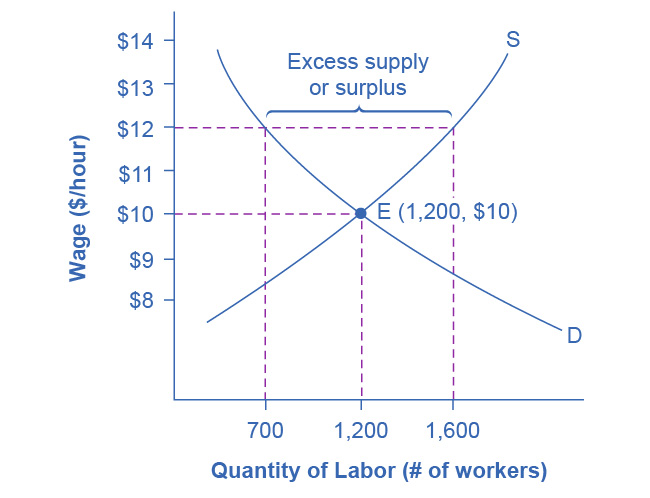 $14
$13
$12
$11
$10
$9
$8
Wage ($/hour)
Excess supply
or surplus
S
E (1,200, $10)
D
700
1,200
1,600
Quantity of Labor (# of workers)